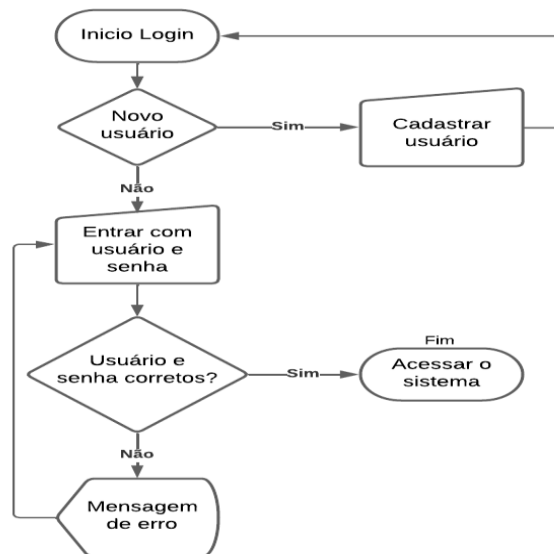 Inicio Login
Novo
usuário
Sim
Cadastrar
usuário
Não
Entrar com
usuário e
senha
Usuário e
senha corretos?
Sim
Fim
Acessar o
sistema
Não
Mensagem
de erro